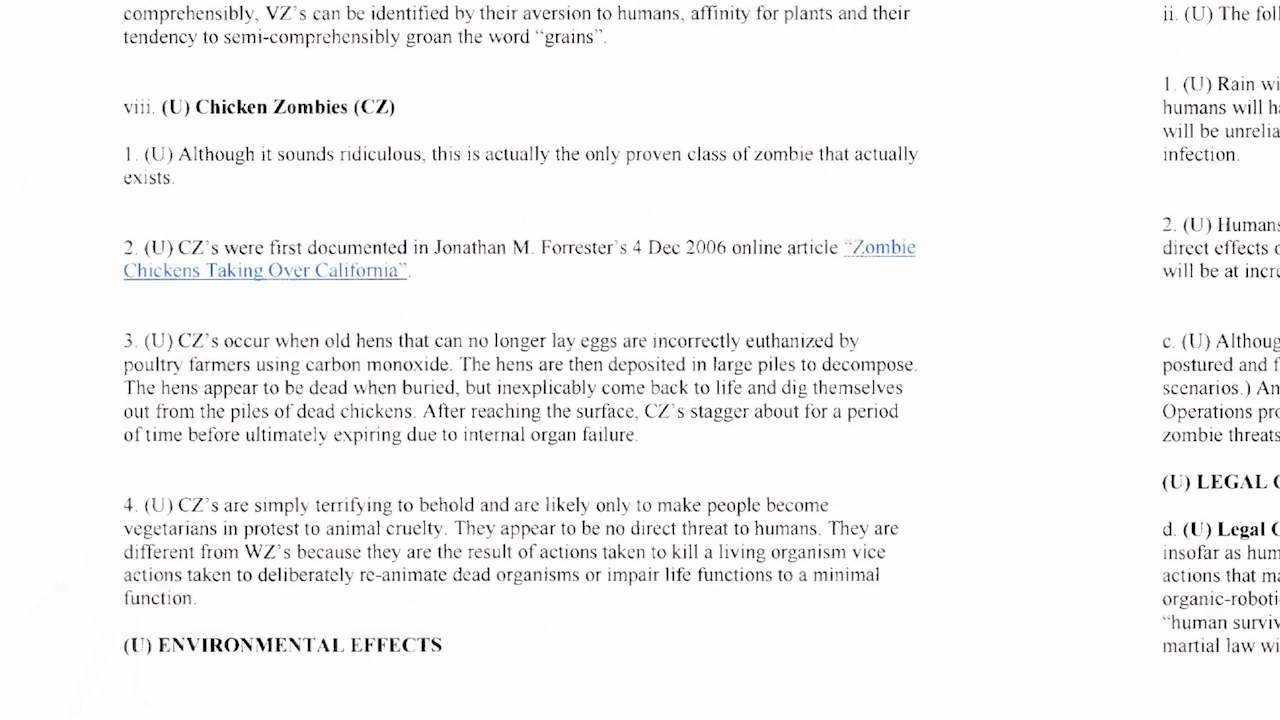 comprehensibly, VZ's can be identified by their aversion to humans, affinity for plants and their
tendency to semi-comprehensibly groan the word "grains".
viii. (U) Chicken Zombies (CZ)
1. (U) Although it sounds ridiculous, this is actually the only proven class of zombie that actually
exists.
2. (U) CZ's were first documented in Jonathan M. Forrester's 4 Dec 2006 online article "Zombie
Chickens Taking Over California".
3. (U) CZ's occur when old hens that can no longer lay eggs are incorrectly euthanized by
poultry farmers using carbon monoxide. The hens are then deposited in large piles to decompose.
The hens appear to be dead when buried, but inexplicably come back to life and dig themselves
out from the piles of dead chickens. After reaching the surface, CZ's stagger about for a period
of time before ultimately expiring due to internal organ failure.
4. (U) CZ's are simply terrifying to behold and are likely only to make people become
vegetarians in protest to animal cruelty. They appear to be no direct threat to humans. They are
different from WZ's because they are the result of actions taken to kill a living organism vice
actions taken to deliberately re-animate dead organisms or impair life functions to a minimal
function.
(U) ENVIRONMENTAL EFFECTS
ii. (U) The foll
1. (U) Rain wi
humans will ha
will be unrelia
infection.
2. (U) Humans
direct effects o
will be at incre
c. (U) Althoug
postured and f
scenarios.) An
Operations pro
zombie threats
(U) LEGAL C
d. (U) Legal C
insofar as hum
actions that ma
organic-roboti
"human surviv
martial law wi